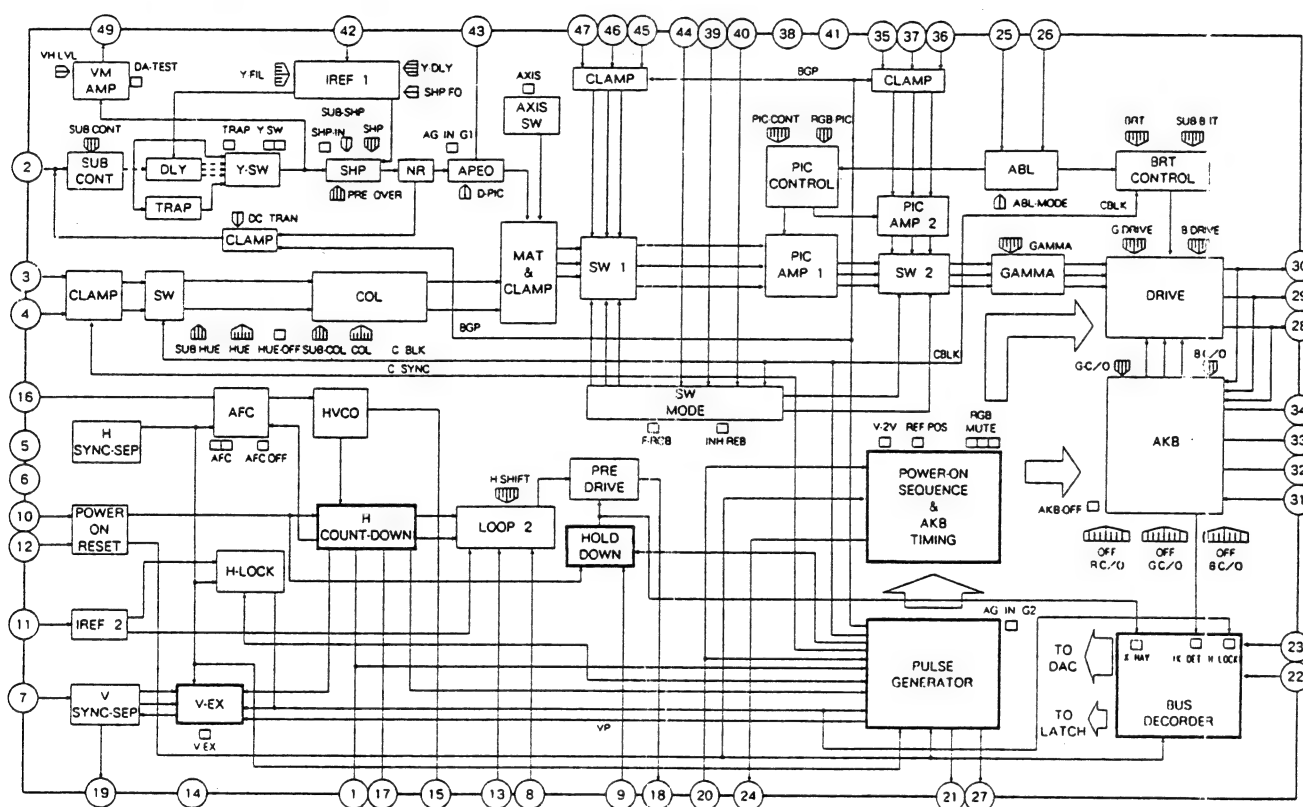 49 42 43 47 46 45 44 39 40 38 41 35 37 36 25 26
VH LVL
VM AMP
DA-TEST
Y-FIL
IREF 1
Y-DLY
SHP FO
SUB-SHP
CLAMP
BGP
CLAMP
AXIS
AXIS SW
PIC CONT
RGB PIC
BRT
SUB CONT
TRAP
Y SW
SHP-IN
SHP
AG IN G1
2
SUB CONT
DLY
Y-SW
SHP
NR
APEO
PRE OVER
D-PIC
TRAP
DC TRAN
CLAMP
PIC CONTROL
ABL
BRT CONTROL
ABL-MODE
CBLK
PIC AMP 2
G DRIVE
B DRIVE
3
4
CLAMP
SW
COL
MAT & CLAMP
SW 1
PIC AMP 1
SW 2
GAMMA
GAMMA
DRIVE
30
29
28
SUB HUE
HUE
HUE-OFF
SUB-COL
COL
C BLK
BGP
C SYNC
CBLK
G-C/O
B C/O
16
AFC
HVCO
SW MODE
5
H SYNC-SEP
AFC
AFC OFF
INH REB
V-2V
REF POS
RGB MUTE
AKB
34
33
32
31
6
10
12
POWER ON RESET
H COUNT-DOWN
H SHIFT
LOOP 2
PRE DRIVE
HOLD DOWN
POWER-ON SEQUENCE & AKB TIMING
AKB-OFF
OFF R C/O
OFF G C/O
OFF B C/O
H-LOCK
11
IREF 2
AG IN G2
PULSE GENERATOR
TO DAC
TO LATCH
H LOCK
BUS DECORDER
23
22
7
V SYNC-SEP
V-EX
V EX
VP
19 14 1 17 15 13 8 9 18 20 24 21 27